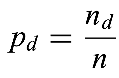 p_d = \frac{n_d}{n}